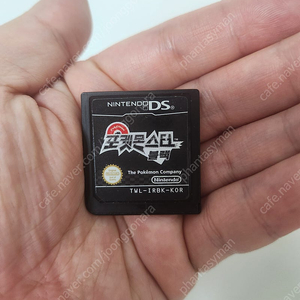 NINTENDO DS
포켓몬스터
블랙
The Pokémon Company
Nintendo
TWL-IRBK-KOR